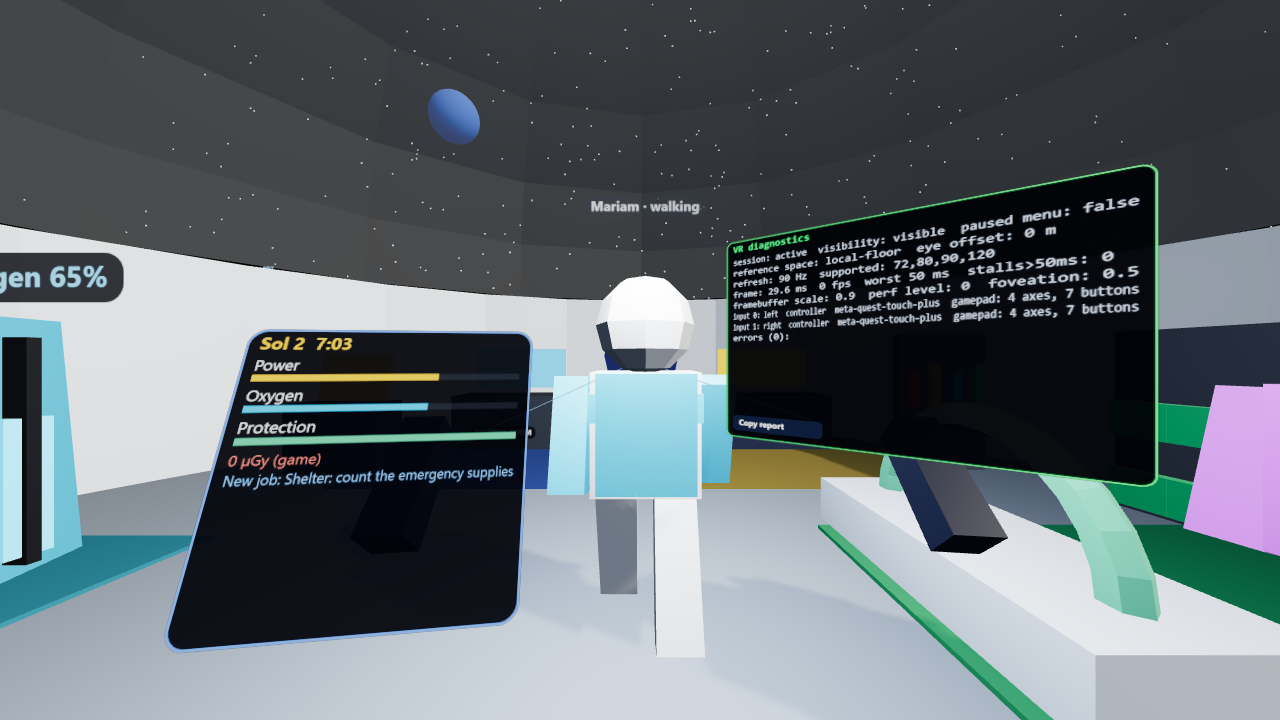 Mariam · walking
gen 65%
Sol 2 7:03
Power
Oxygen
Protection
0 µGy (game)
New job: Shelter: count the emergency supplies
VR diagnostics
session: active visibility: visible paused menu: false
reference space: local-floor eye offset: 0 m
refresh: 90 Hz supported: 72,80,90,120
frame: 29.6 ms 0 fps worst 50 ms stalls>50ms: 0
framebuffer scale: 0.9 perf level: 0 foveation: 0.5
input 0: left controller meta-quest-touch-plus gamepad: 4 axes, 7 buttons
input 1: right controller meta-quest-touch-plus gamepad: 4 axes, 7 buttons
errors (0):
Copy report